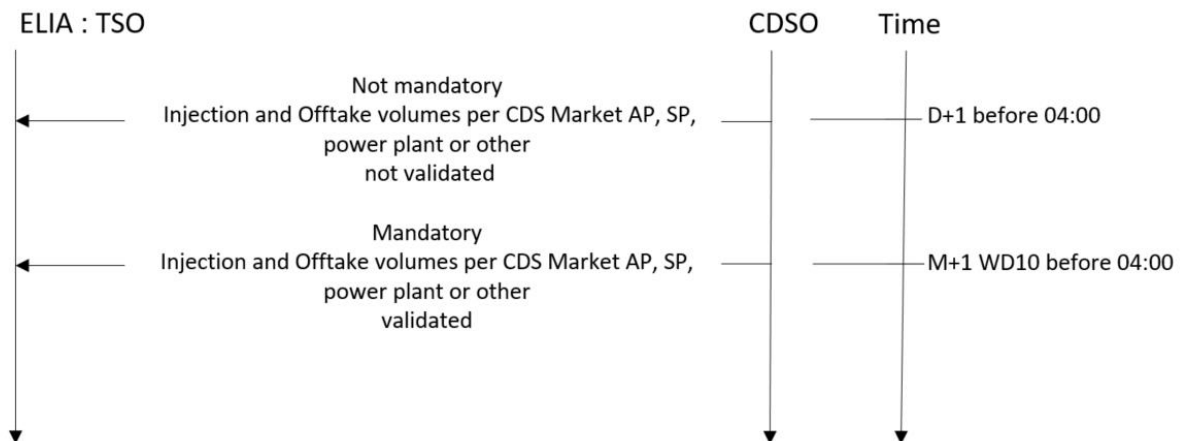 ELIA : TSO
CDSO
Time
Not mandatory
Injection and Offtake volumes per CDS Market AP, SP,
power plant or other
not validated
D+1 before 04:00
Mandatory
Injection and Offtake volumes per CDS Market AP, SP,
power plant or other
validated
M+1 WD10 before 04:00